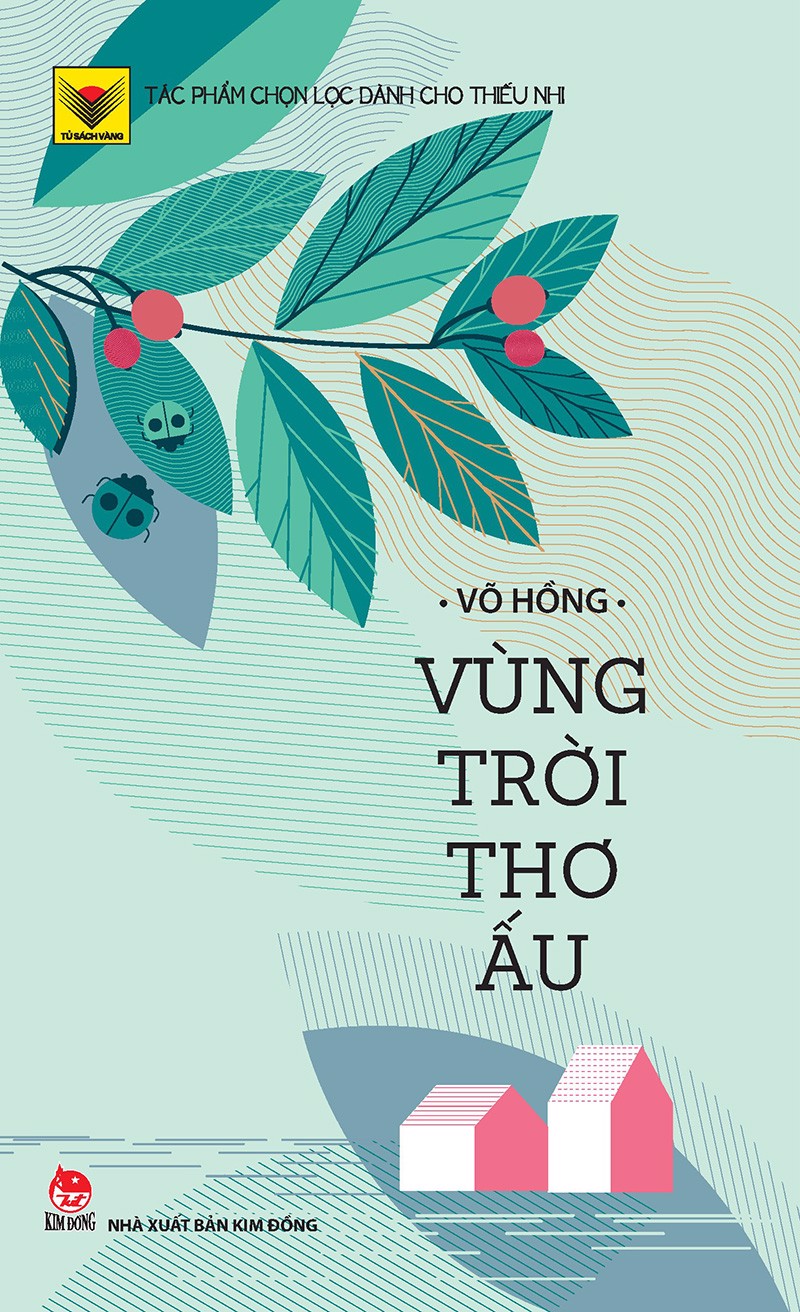 TÁC PHẨM CHỌN LỌC DÀNH CHO THIẾU NHI
TỦ SÁCH VÀNG
• VÕ HỒNG •
VÙNG
TRỜI
THƠ
ẤU
KIM ĐỒNG
NHÀ XUẤT BẢN KIM ĐỒNG